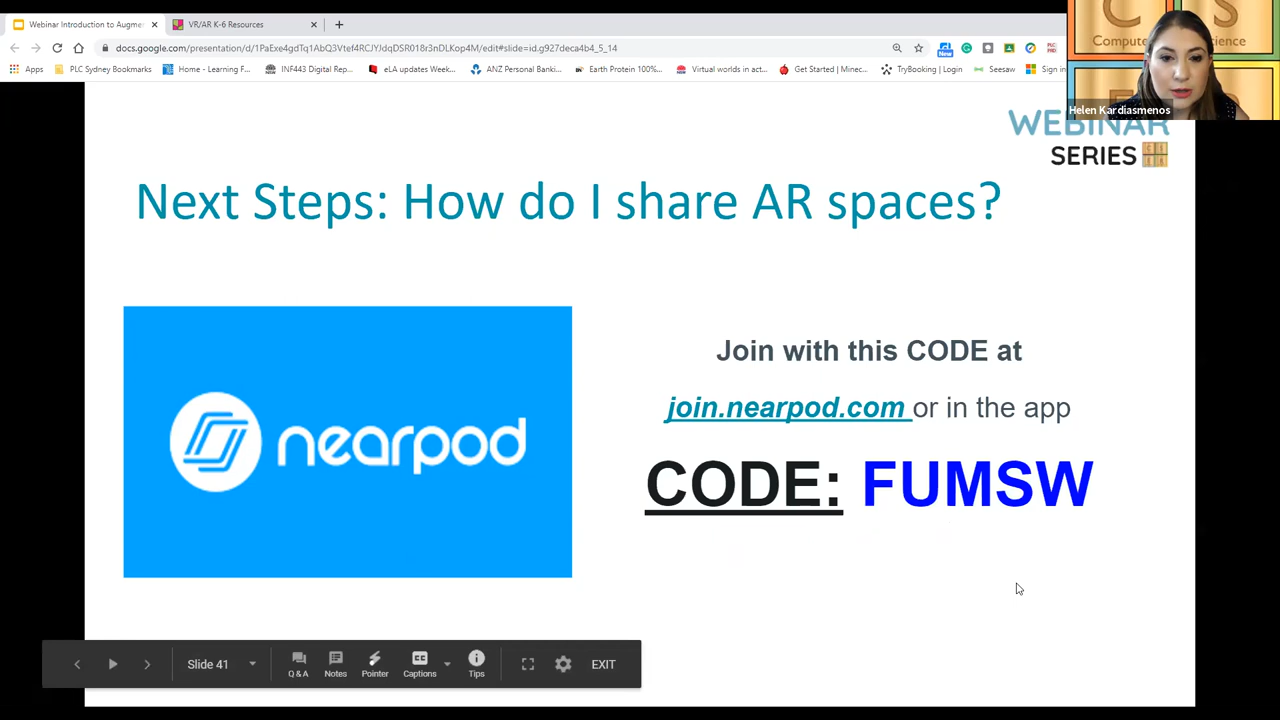 Webinar Introduction to Augme
VR/AR K-6 Resources
docs.google.com/presentation/d/1PaExe4gdTq1AbQ3Vtef4RCJYJdqDSR018r3nDLKop4M/edit#slide=id.g927deca4b4_5_14
Apps
PLC Sydney Bookmarks
Home - Learning F...
INF443 Digital Rep...
eLA updates Week...
ANZ Personal Banki...
Earth Protein 100%...
Virtual worlds in act...
Get Started | Minec...
TryBooking | Login
Seesaw
Sign in
New
Helen Kardiasmenos
WEBINAR
SERIES
Next Steps: How do I share AR spaces?
nearpod
Join with this CODE at
join.nearpod.com or in the app
CODE: FUMSW
Slide 41
Q & A
Notes
Pointer
Captions
Tips
EXIT